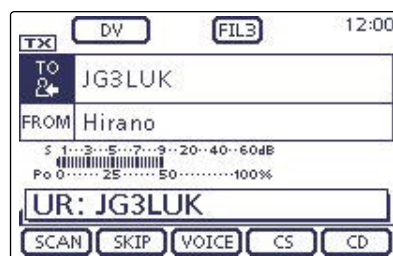 DV FIL3 12:00
TX
TO JG3LUK
FROM Hirano
S 1···3···5···7···9··20··40··60dB
Po 0······25······50··········100%
UR: JG3LUK
SCAN SKIP VOICE CS CD